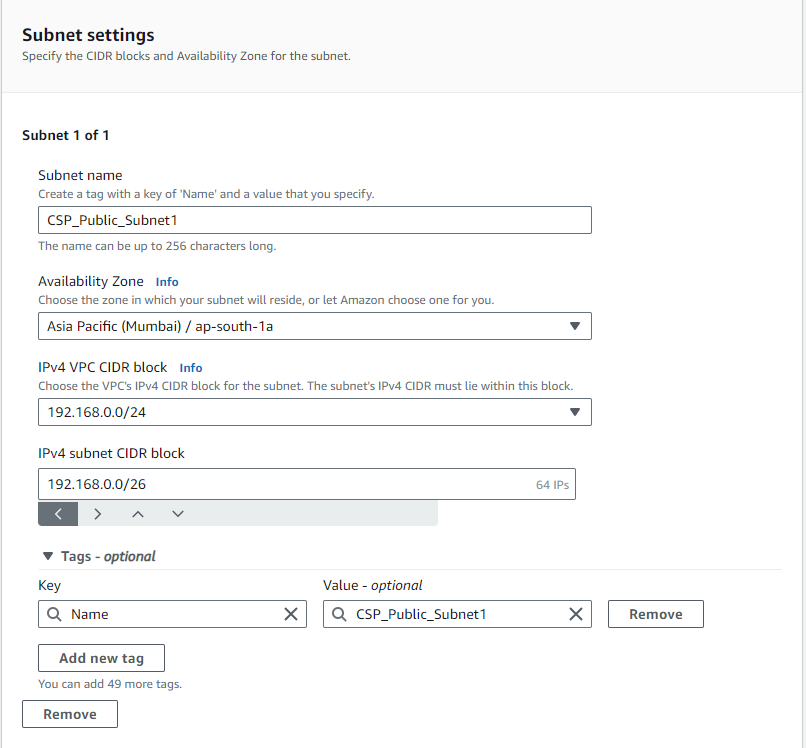 Subnet settings
Specify the CIDR blocks and Availability Zone for the subnet.
Subnet 1 of 1
Subnet name
Create a tag with a key of 'Name' and a value that you specify.
CSP_Public_Subnet1
The name can be up to 256 characters long.
Availability Zone Info
Choose the zone in which your subnet will reside, or let Amazon choose one for you.
Asia Pacific (Mumbai) / ap-south-1a
IPv4 VPC CIDR block Info
Choose the VPC's IPv4 CIDR block for the subnet. The subnet's IPv4 CIDR must lie within this block.
192.168.0.0/24
IPv4 subnet CIDR block
192.168.0.0/26 64 IPs
Tags - optional
Key Value - optional
Name CSP_Public_Subnet1 Remove
Add new tag
You can add 49 more tags.
Remove